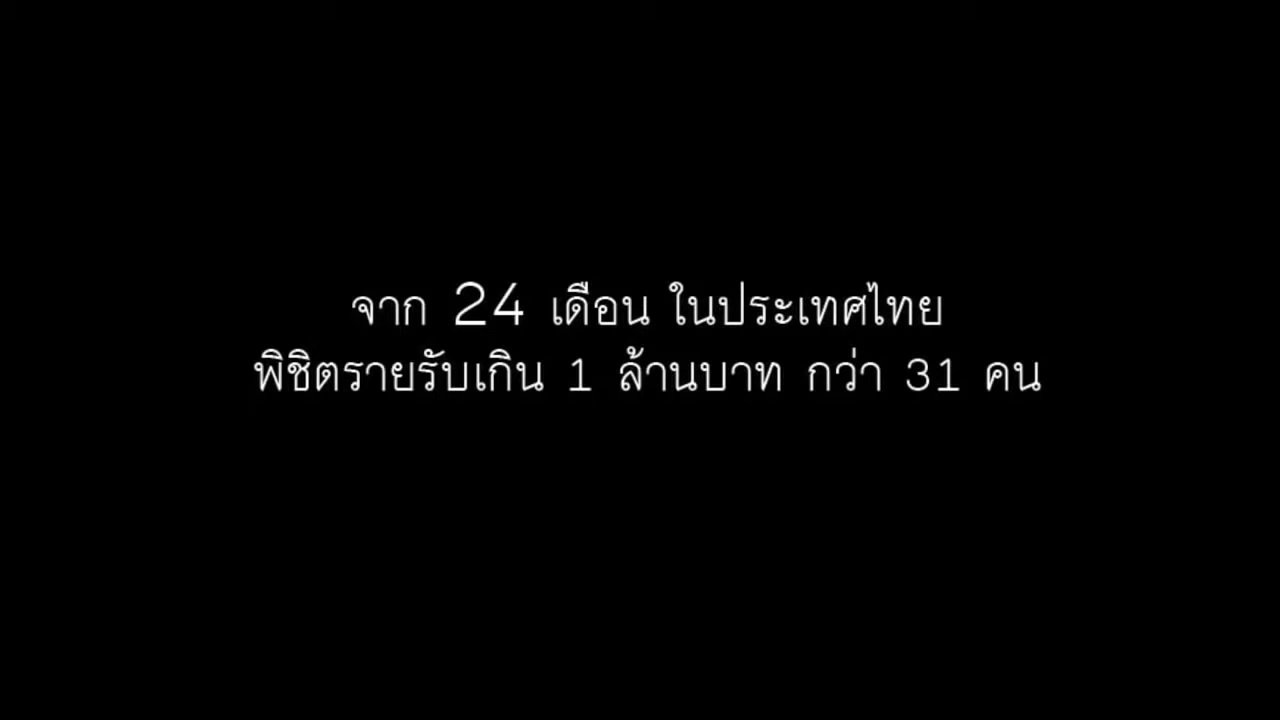 จาก 24 เดือน ในประเทศไทย
พิชิตรายรับเกิน 1 ล้านบาท กว่า 31 คน